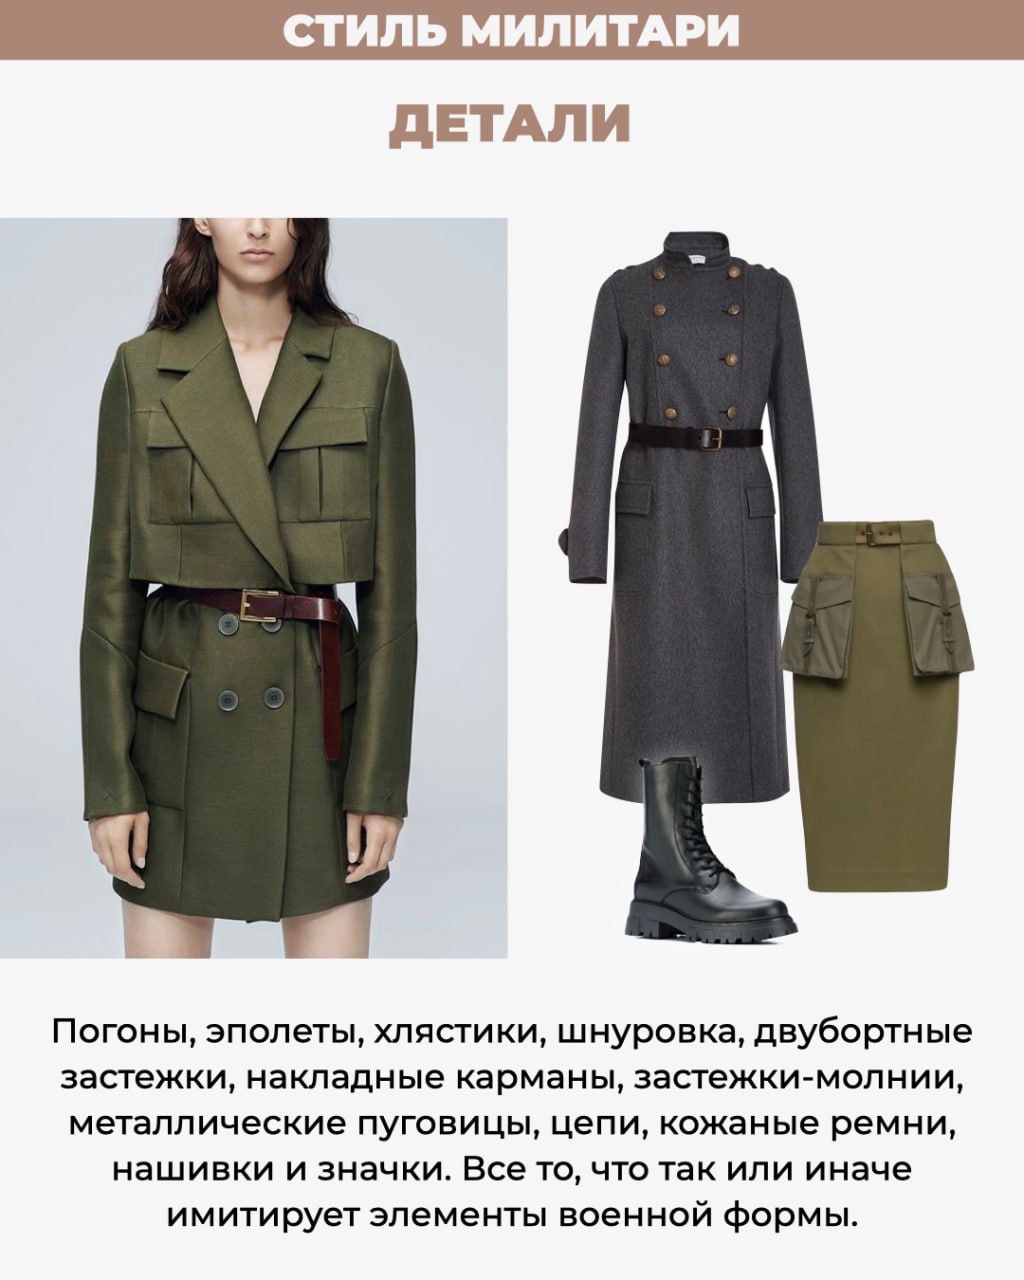 СТИЛЬ МИЛИТАРИ
ДЕТАЛИ
Погоны, эполеты, хлястики, шнуровка, двубортные
застежки, накладные карманы, застежки-молнии,
металлические пуговицы, цепи, кожаные ремни,
нашивки и значки. Все то, что так или иначе
имитирует элементы военной формы.